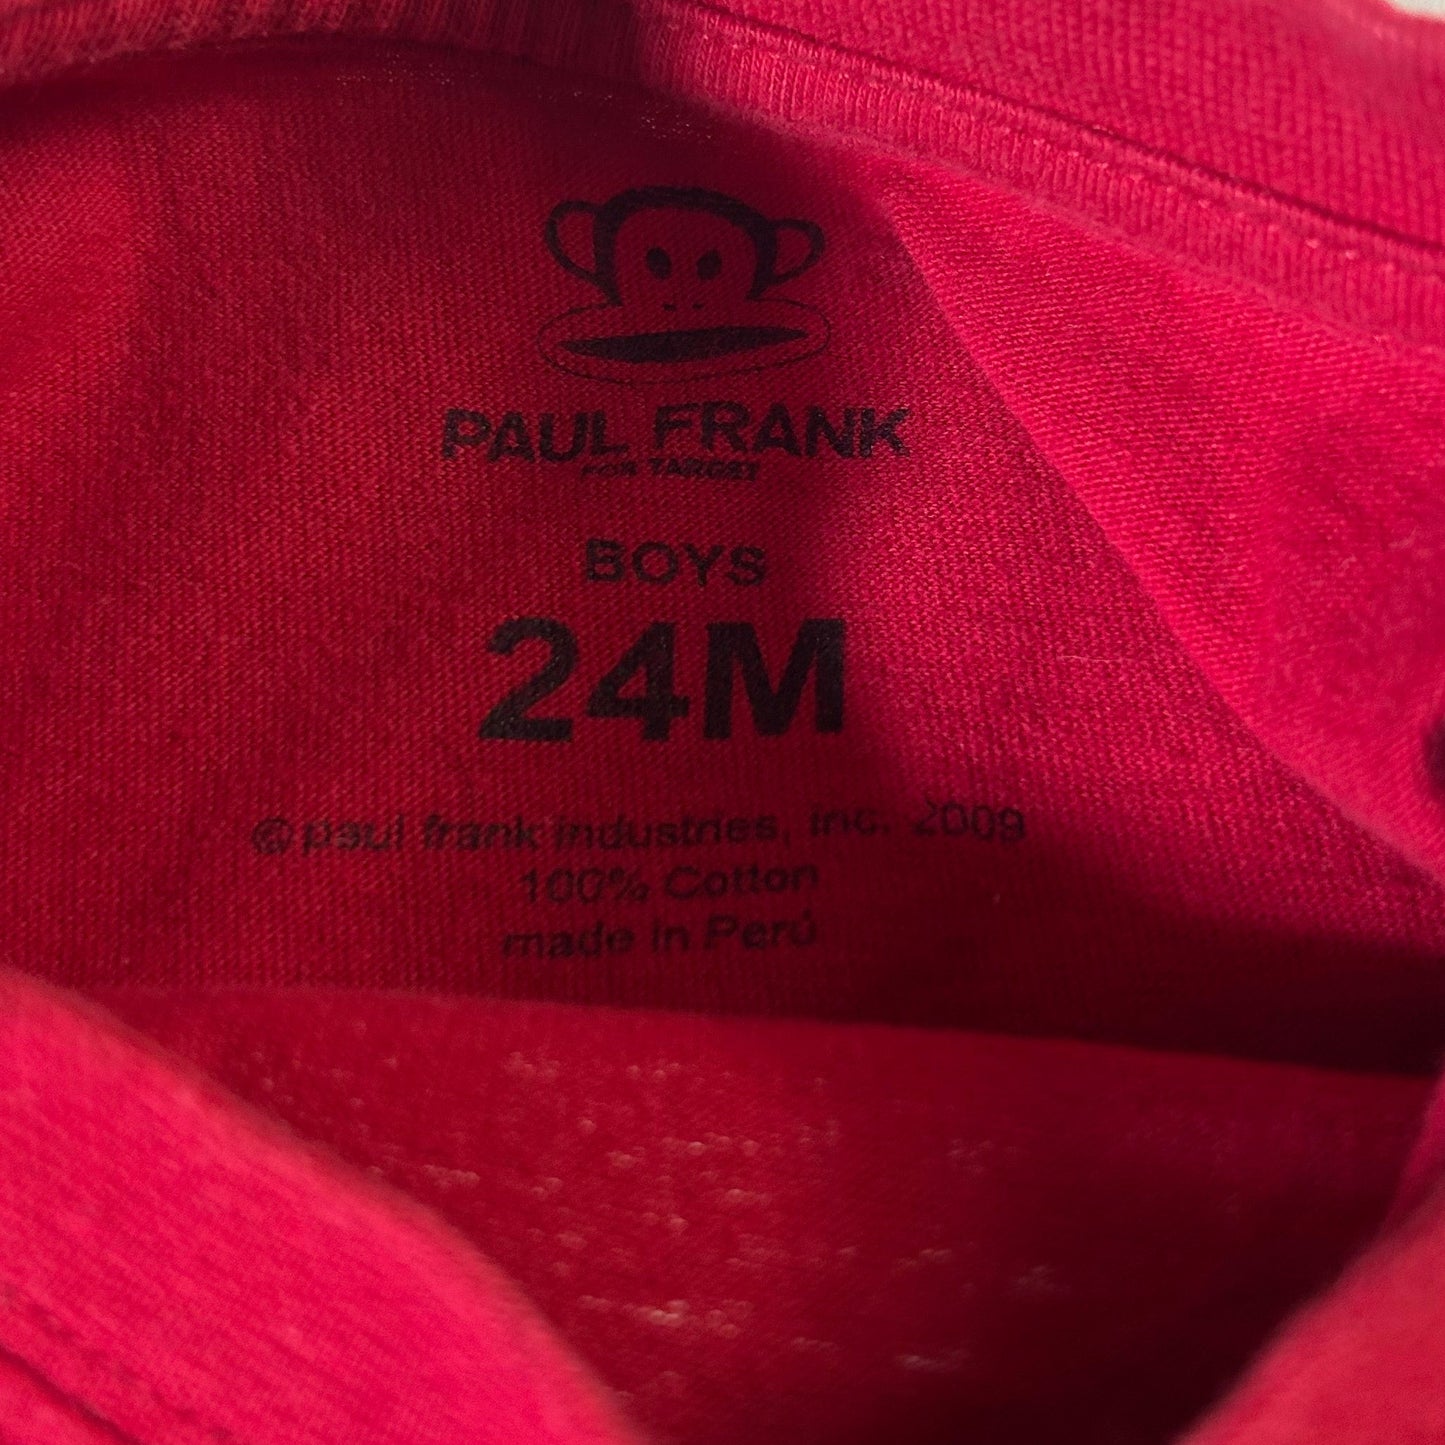 PAUL FRANK
FOR TARGET
BOYS
24M
© paul frank industries, inc. 2009
100% Cotton
made in Perú